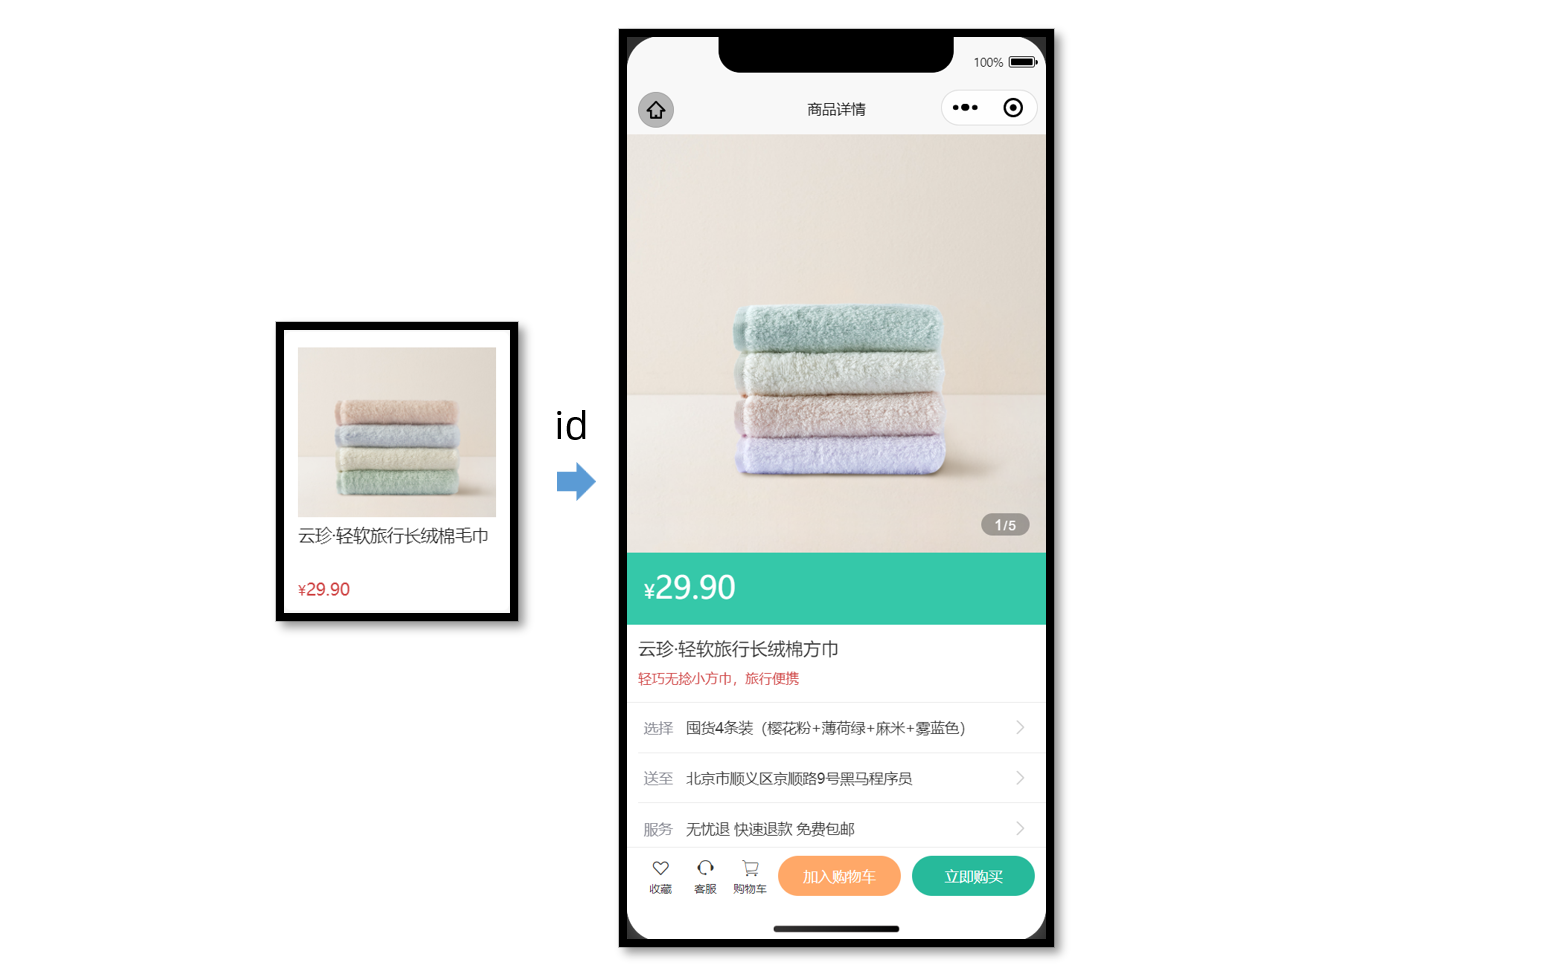 云珍·轻软旅行长绒棉毛巾
¥29.90
id
100%
商品详情
1/5
¥29.90
云珍·轻软旅行长绒棉方巾
轻巧无捻小方巾，旅行便携
选择 囤货4条装（樱花粉+薄荷绿+麻米+雾蓝色）
送至 北京市顺义区京顺路9号黑马程序员
服务 无忧退 快速退款 免费包邮
收藏 客服 购物车 加入购物车 立即购买